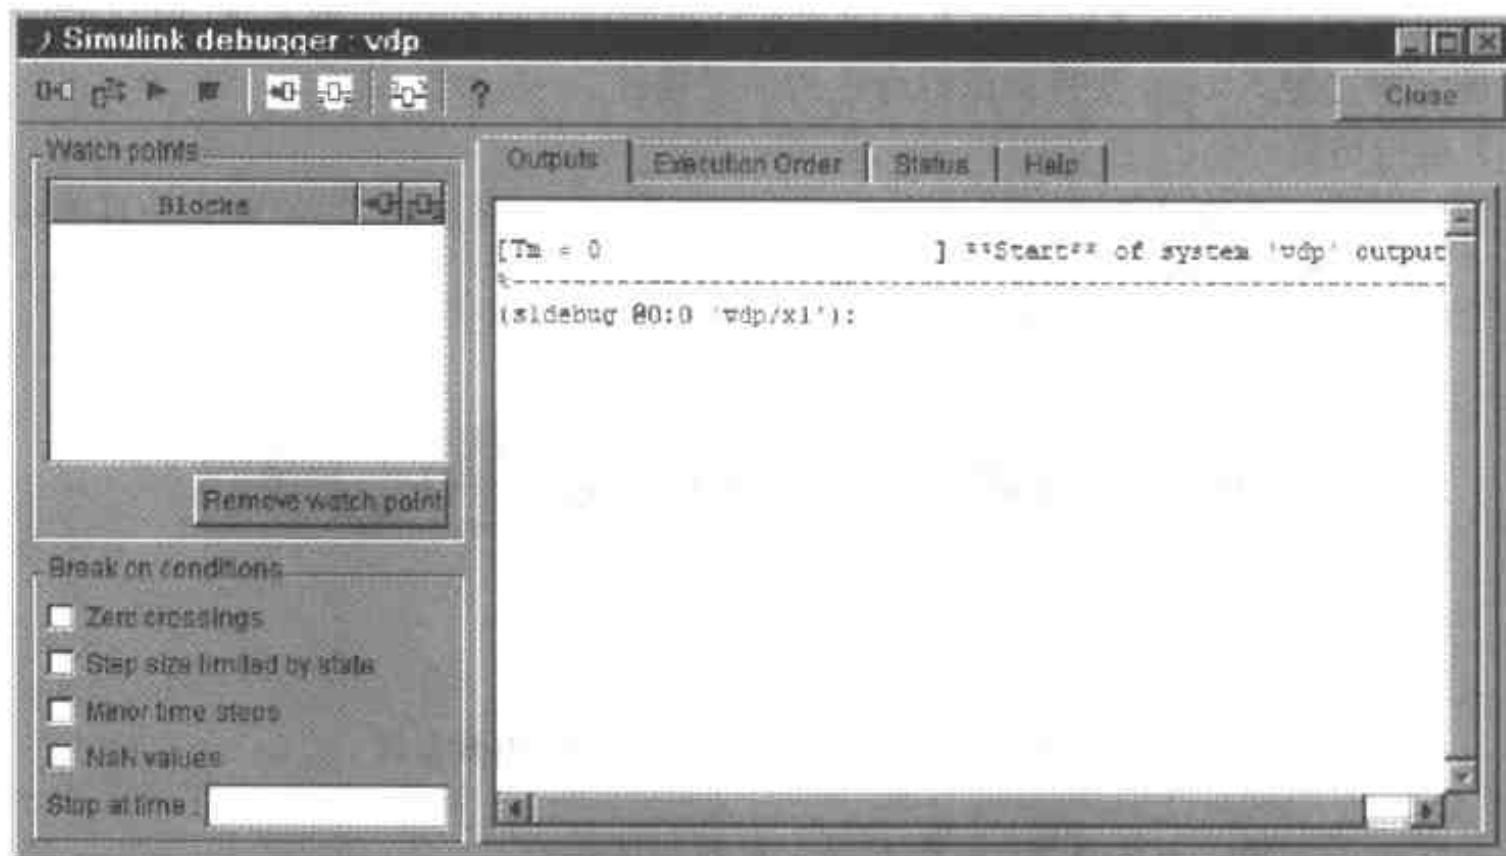 Simulink debugger : vdp
Close
Watch points
Blocks
Remove watch point
Break on conditions
Zero crossings
Step size limited by state
Minor time steps
NaN values
Stop at time :
Outputs
Execution Order
Status
Help
[Tm = 0 ] **Start** of system 'vdp' output
%----------------------------------------------------------------
(sldebug @0:0 'vdp/x1'):